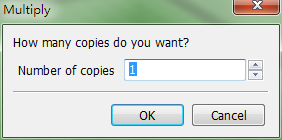 Multiply
How many copies do you want?
Number of copies 1
OK Cancel